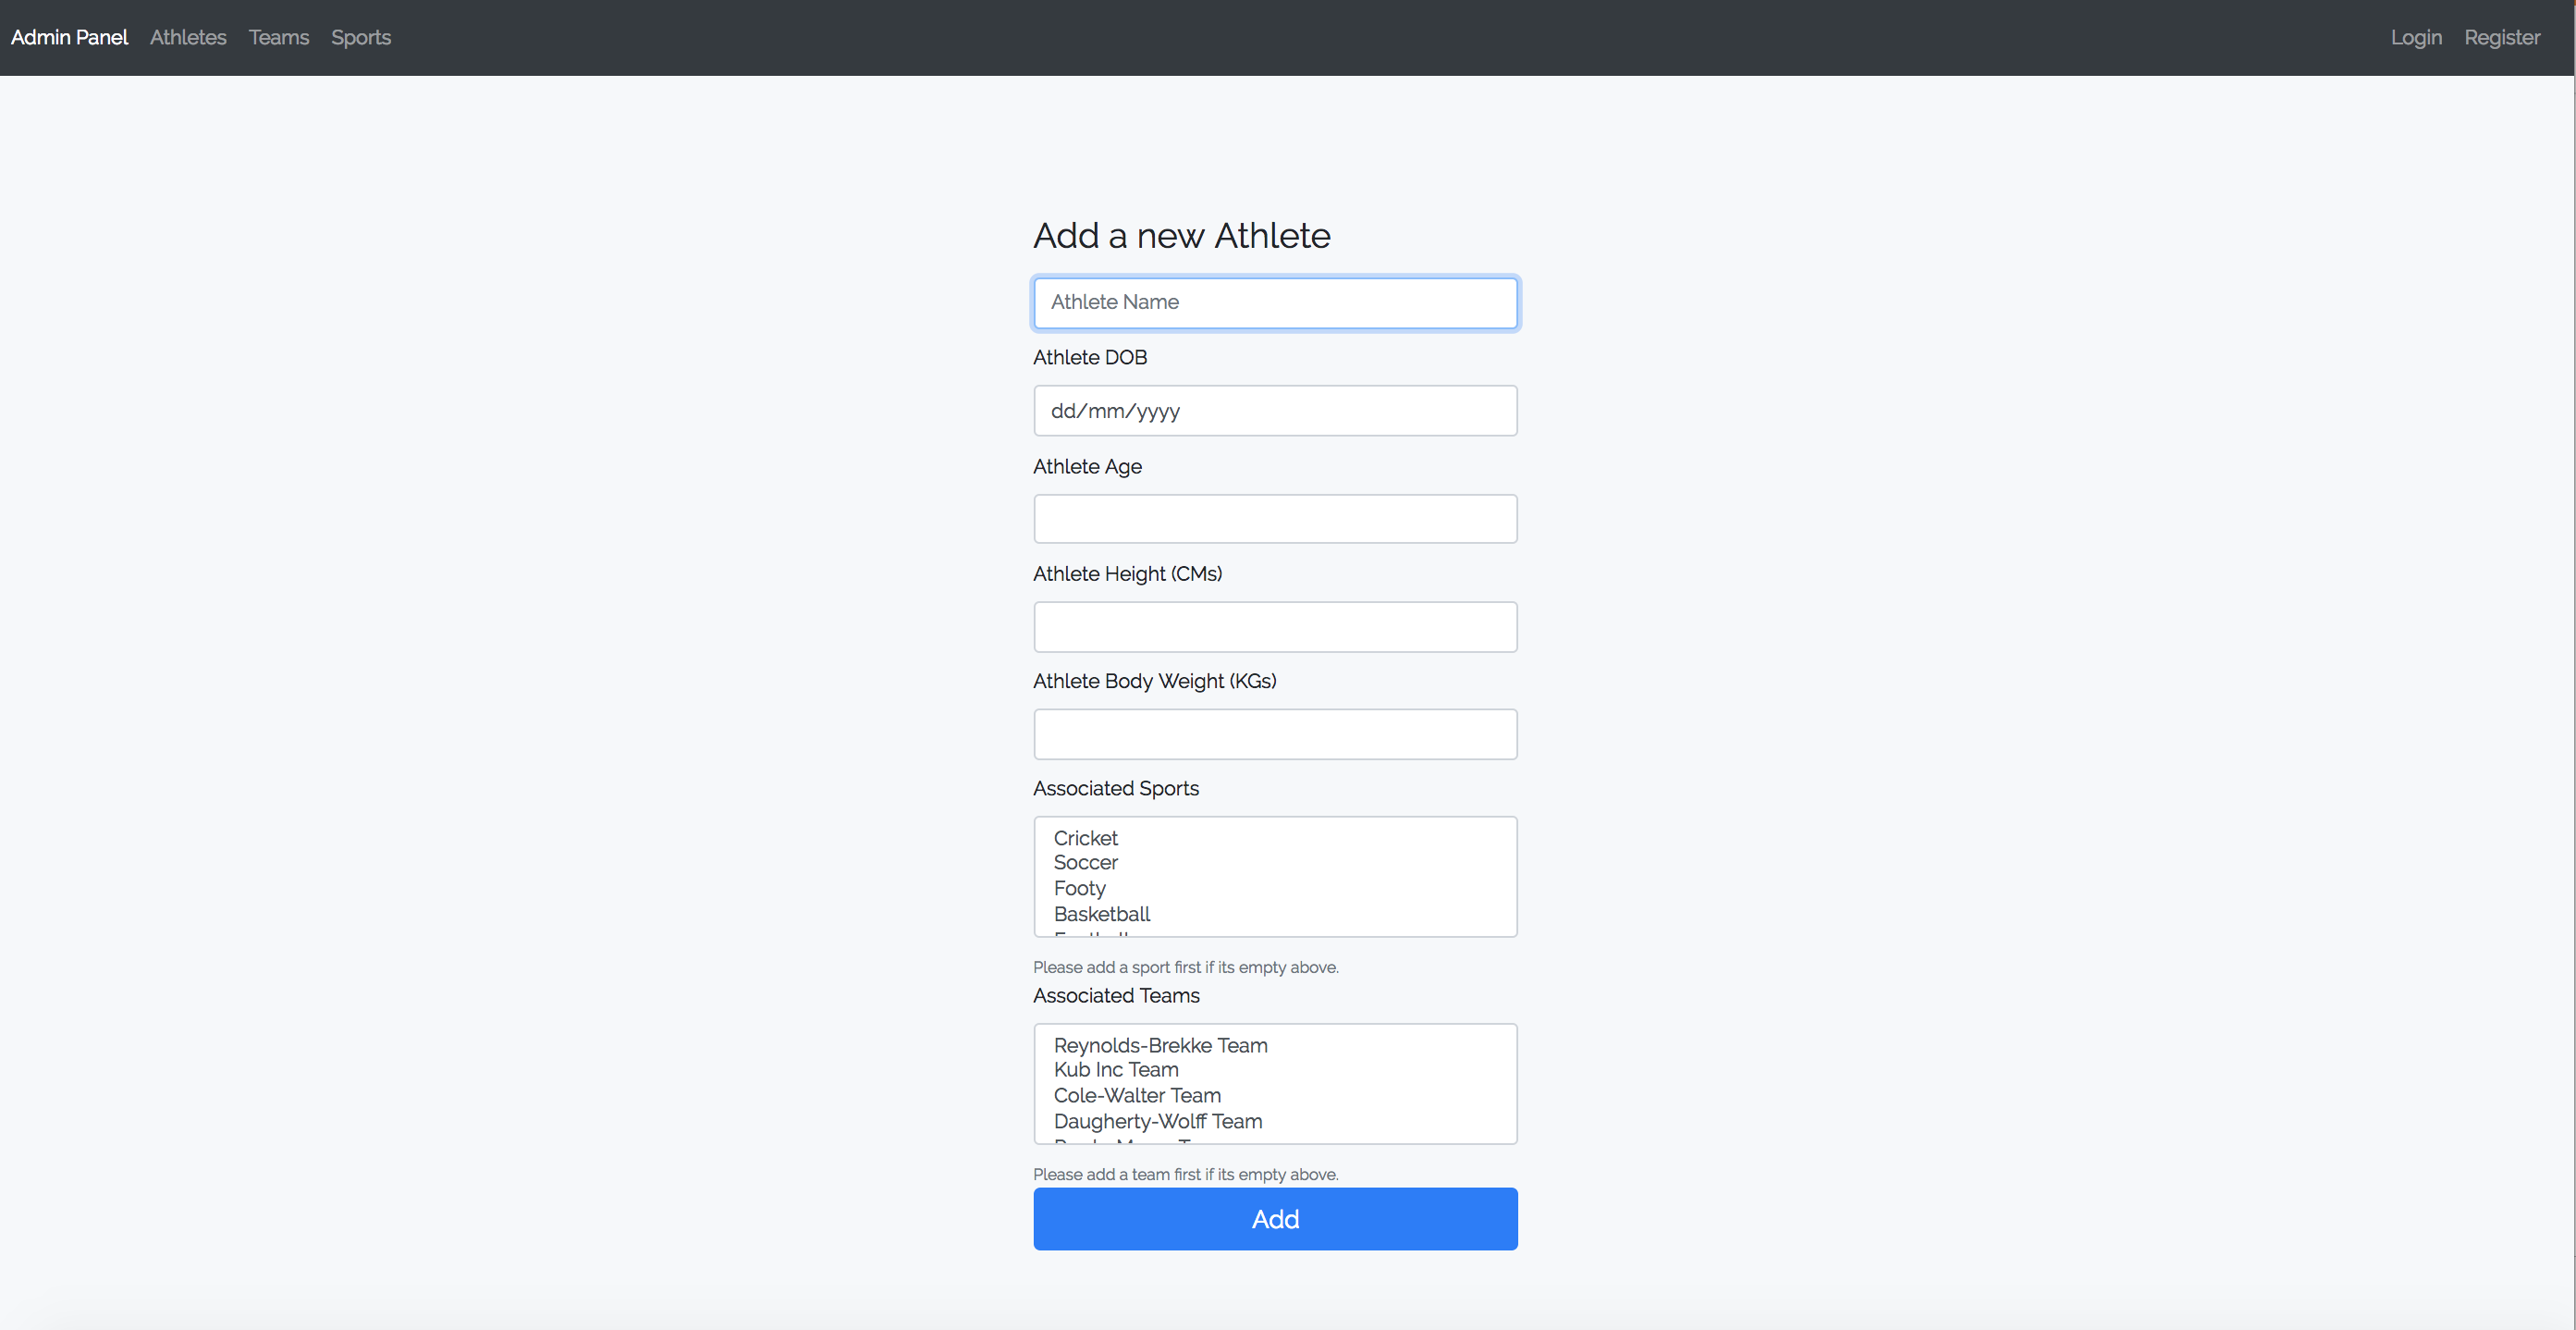 Admin Panel Athletes Teams Sports Login Register
Add a new Athlete
Athlete Name
Athlete DOB
dd/mm/yyyy
Athlete Age
Athlete Height (CMs)
Athlete Body Weight (KGs)
Associated Sports
Cricket
Soccer
Footy
Basketball
Please add a sport first if its empty above.
Associated Teams
Reynolds-Brekke Team
Kub Inc Team
Cole-Walter Team
Daugherty-Wolff Team
Please add a team first if its empty above.
Add